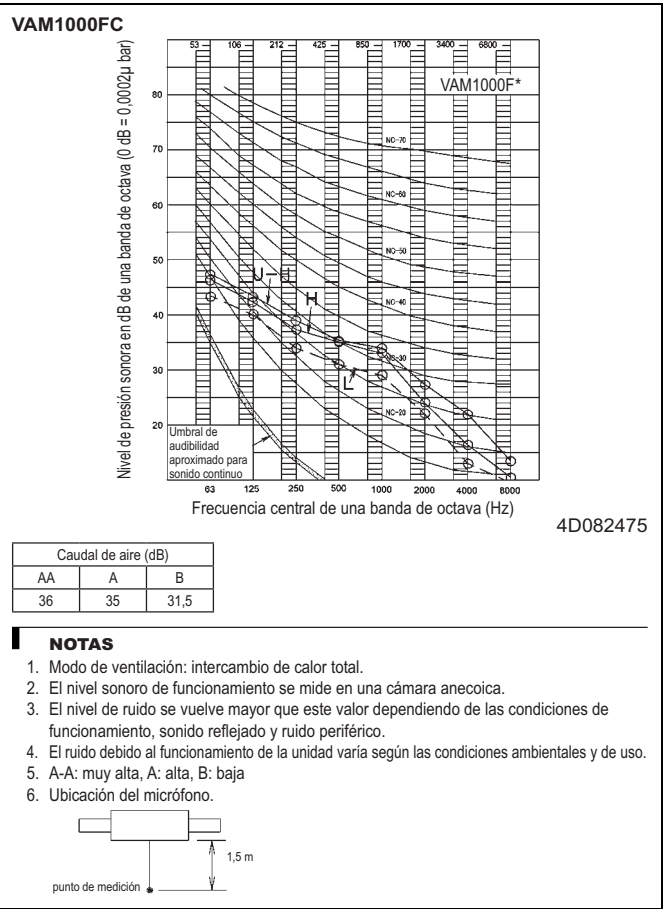 VAM1000FC
Nivel de presión sonora en dB de una banda de octava (0 dB = 0,0002µ bar)
53 106 212 425 850 1700 3400 6800
VAM1000F*
80
70
60
50
40
30
20
NC-70
NC-60
NC-50
NC-40
NC-30
NC-20
U-H
H
L
Umbral de
audibilidad
aproximado para
sonido continuo
63 125 250 500 1000 2000 4000 8000
Frecuencia central de una banda de octava (Hz)
4D082475
Caudal de aire (dB)
AA A B
36 35 31,5
NOTAS
1. Modo de ventilación: intercambio de calor total.
2. El nivel sonoro de funcionamiento se mide en una cámara anecoica.
3. El nivel de ruido se vuelve mayor que este valor dependiendo de las condiciones de
funcionamiento, sonido reflejado y ruido periférico.
4. El ruido debido al funcionamiento de la unidad varía según las condiciones ambientales y de uso.
5. A-A: muy alta, A: alta, B: baja
6. Ubicación del micrófono.
1,5 m
punto de medición